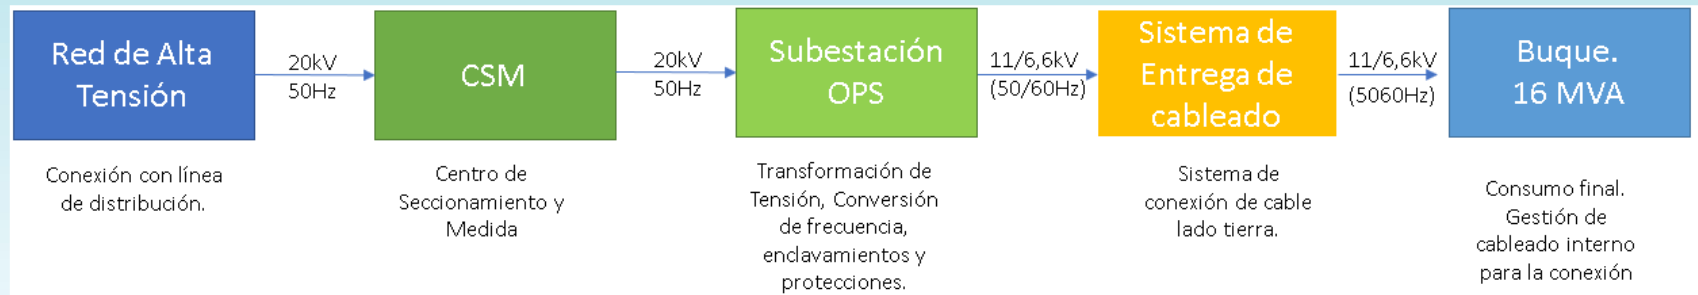 Red de Alta
Tensión
20kV
50Hz
CSM
20kV
50Hz
Subestación
OPS
11/6,6kV
(50/60Hz)
Sistema de
Entrega de
cableado
11/6,6kV
(5060Hz)
Buque.
16 MVA
Conexión con línea
de distribución.
Centro de
Seccionamiento y
Medida
Transformación de
Tensión, Conversión
de frecuencia,
enclavamientos y
protecciones.
Sistema de
conexión de cable
lado tierra.
Consumo final.
Gestión de
cableado interno
para la conexión